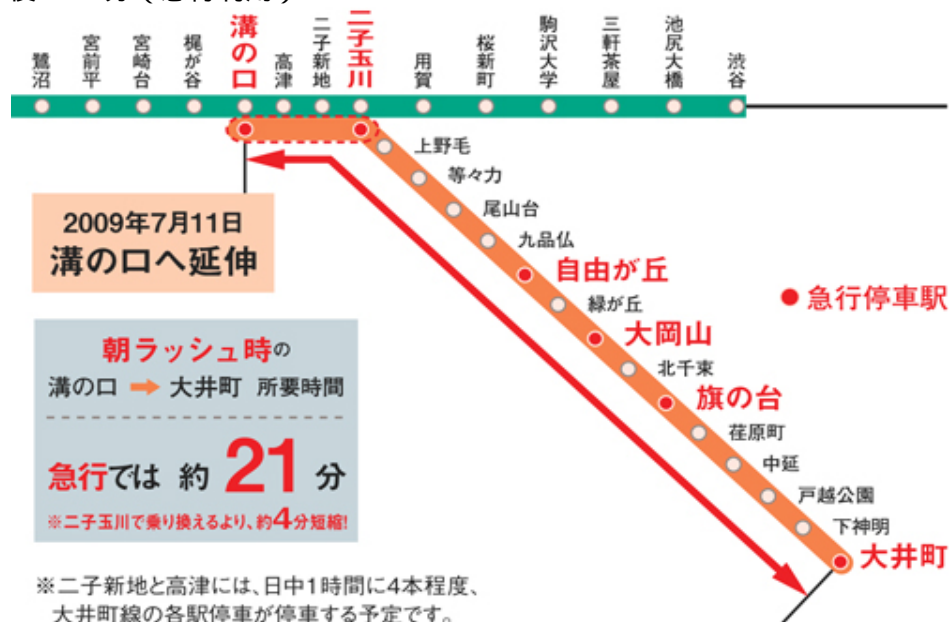 鷺沼
宮前平
宮崎台
梶が谷
溝の口
高津
二子新地
二子玉川
用賀
桜新町
駒沢大学
三軒茶屋
池尻大橋
渋谷
上野毛
等々力
尾山台
九品仏
自由が丘
緑が丘
大岡山
北千束
旗の台
荏原町
中延
戸越公園
下神明
大井町
●急行停車駅
2009年7月11日
溝の口へ延伸
朝ラッシュ時の
溝の口 ➡ 大井町 所要時間
急行では 約 21 分
※二子玉川で乗り換えるより、約4分短縮!
※二子新地と高津には、日中1時間に4本程度、
大井町線の各駅停車が停車する予定です。